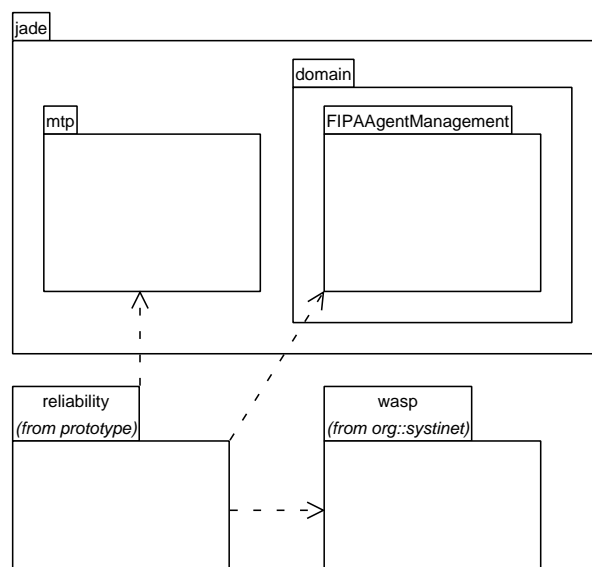 jade
domain
mtp
FIPAAgentManagement
reliability
(from prototype)
wasp
(from org::systinet)